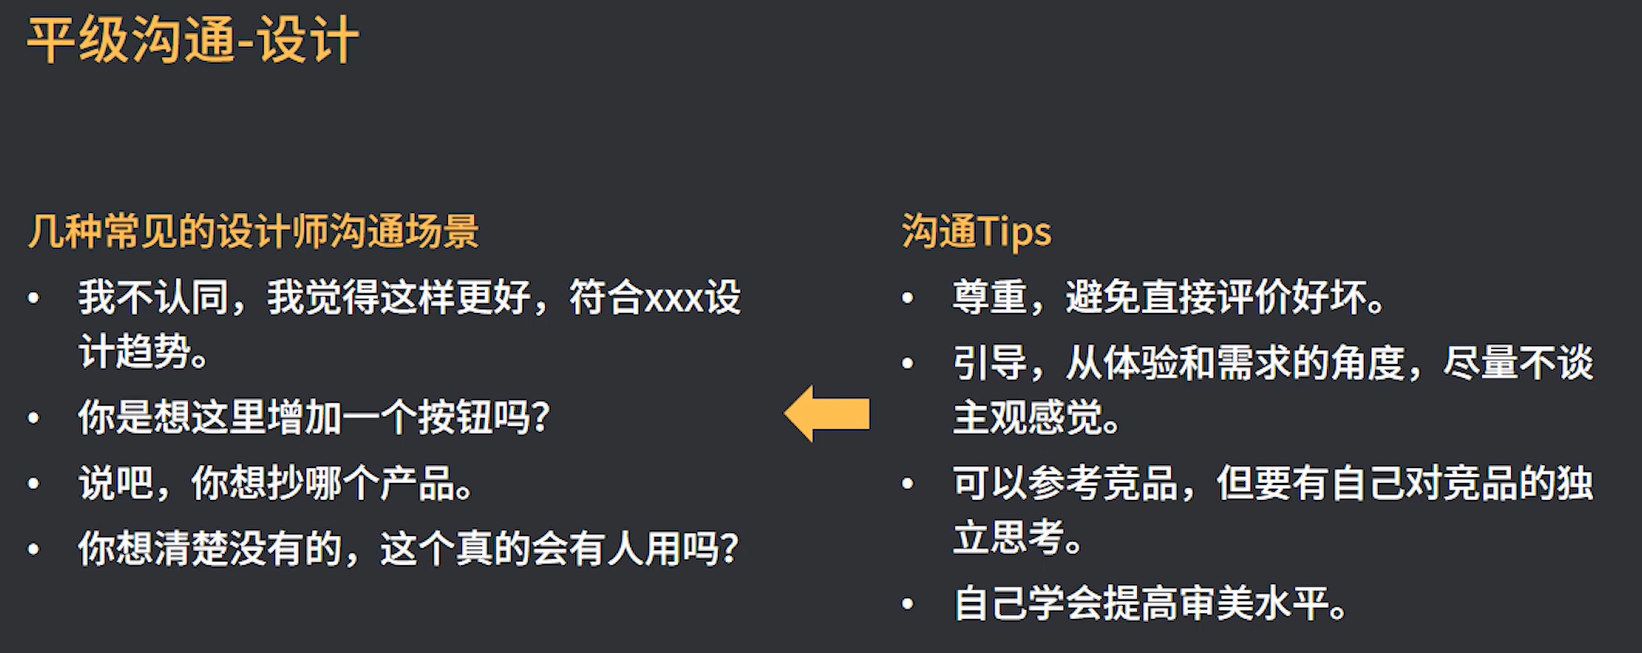 平级沟通-设计
几种常见的设计师沟通场景
• 我不认同，我觉得这样更好，符合xxx设
计趋势。
• 你是想这里增加一个按钮吗？
• 说吧，你想抄哪个产品。
• 你想清楚没有的，这个真的会有人用吗？
沟通Tips
• 尊重，避免直接评价好坏。
• 引导，从体验和需求的角度，尽量不谈
主观感觉。
• 可以参考竞品，但要有自己对竞品的独
立思考。
• 自己学会提高审美水平。